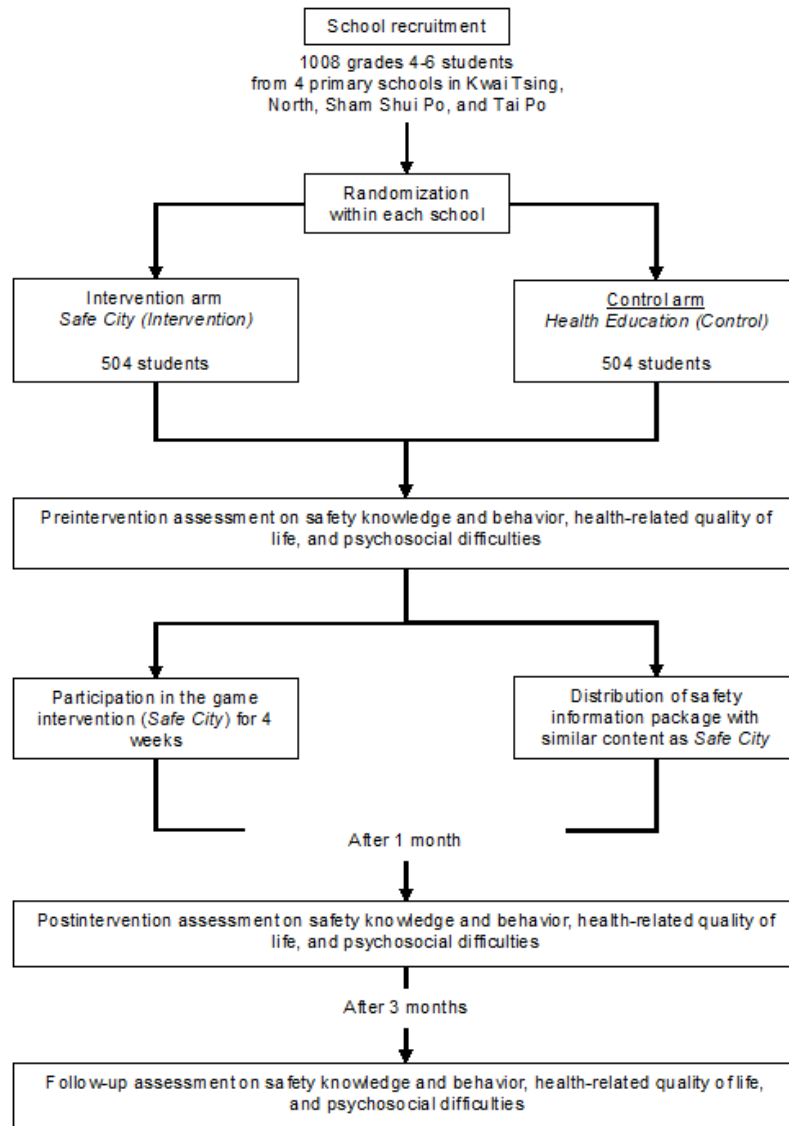 School recruitment
1008 grades 4-6 students
from 4 primary schools in Kwai Tsing,
North, Sham Shui Po, and Tai Po
Randomization
within each school
Intervention arm
Safe City (Intervention)
504 students
Control arm
Health Education (Control)
504 students
Preintervention assessment on safety knowledge and behavior, health-related quality of
life, and psychosocial difficulties
Participation in the game
intervention (Safe City) for 4
weeks
Distribution of safety
information package with
similar content as Safe City
After 1 month
Postintervention assessment on safety knowledge and behavior, health-related quality of
life, and psychosocial difficulties
After 3 months
Follow-up assessment on safety knowledge and behavior, health-related quality of life,
and psychosocial difficulties